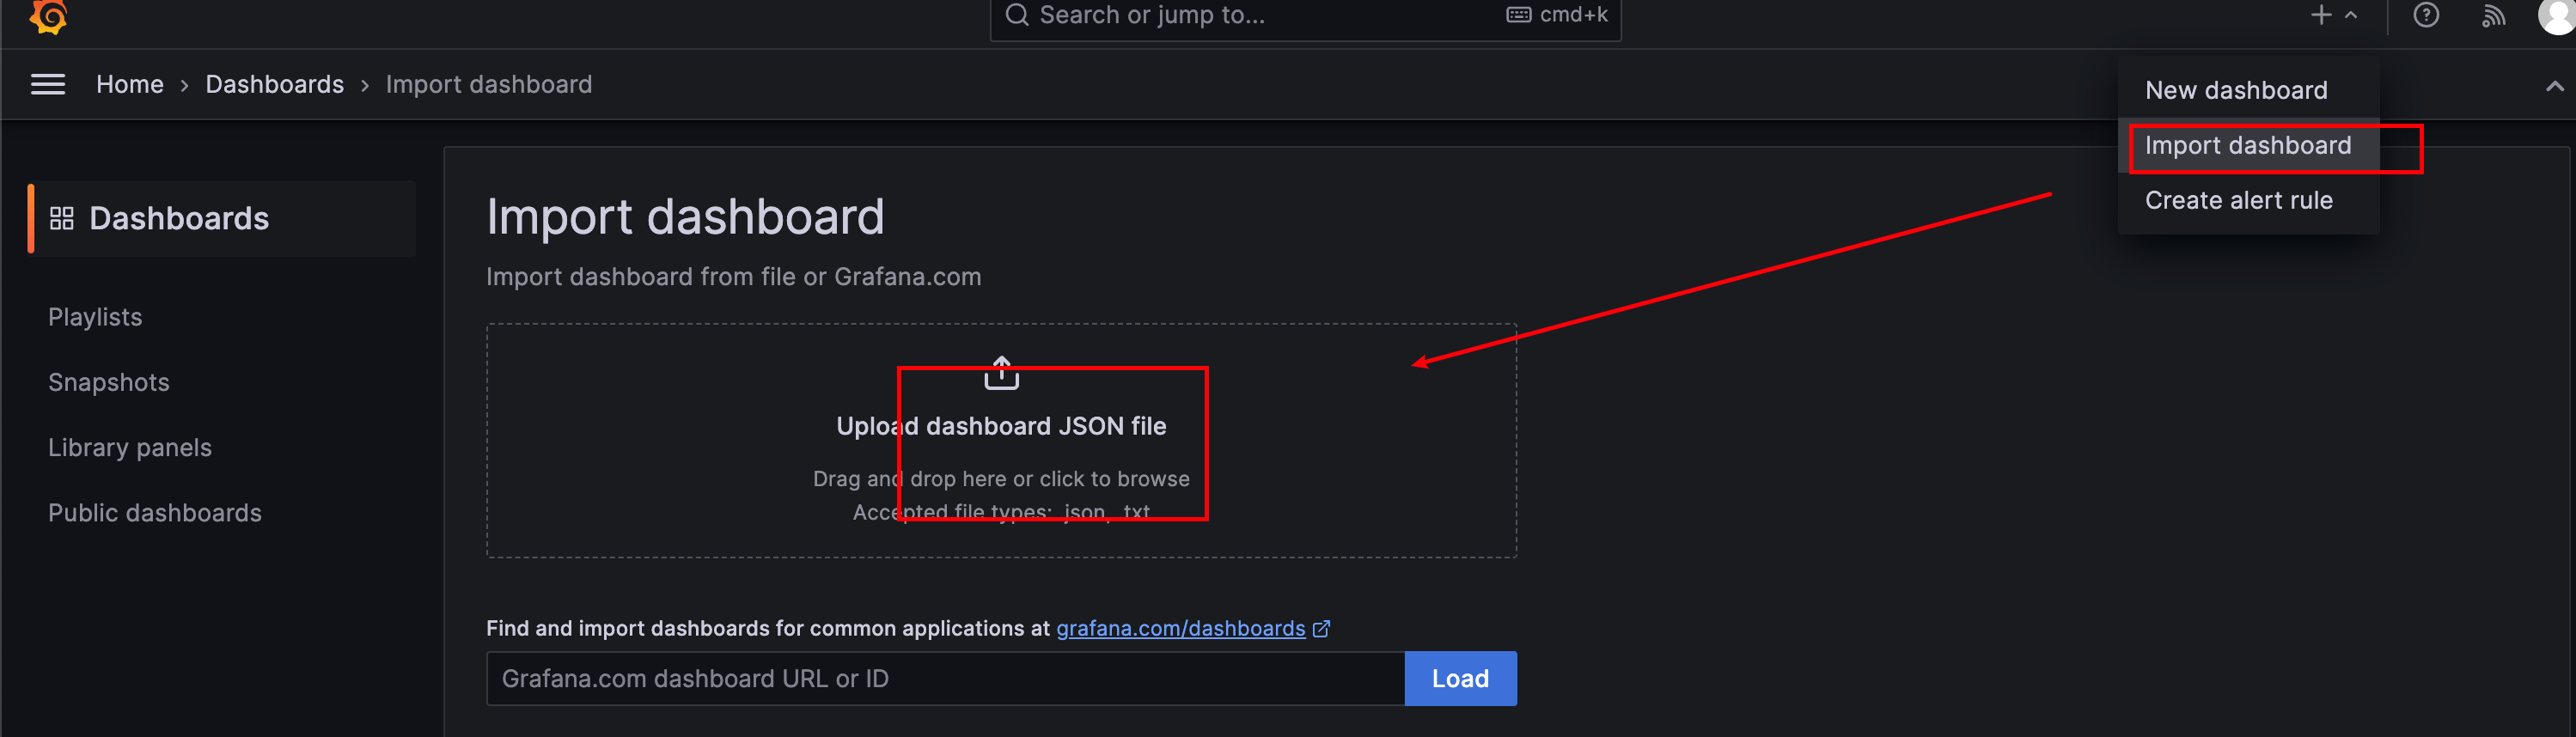 Search or jump to...
cmd+k
Home › Dashboards › Import dashboard
New dashboard
Import dashboard
Create alert rule
Dashboards
Playlists
Snapshots
Library panels
Public dashboards
Import dashboard
Import dashboard from file or Grafana.com
Upload dashboard JSON file
Drag and drop here or click to browse
Accepted file types: .json, .txt
Find and import dashboards for common applications at grafana.com/dashboards
Grafana.com dashboard URL or ID
Load